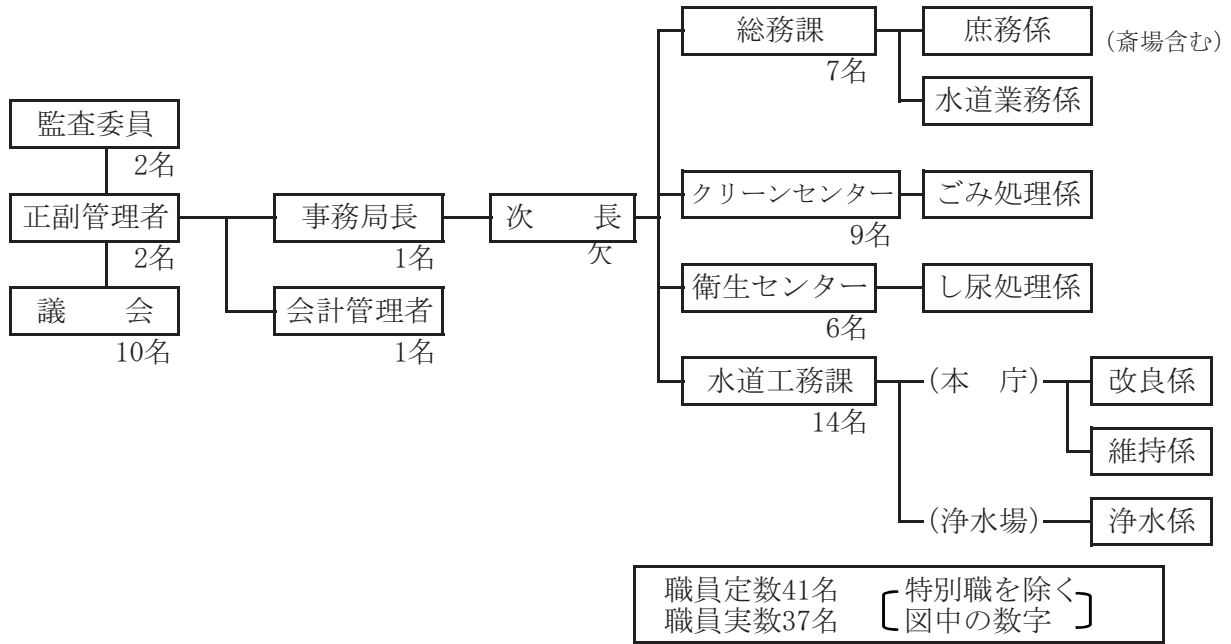 監査委員
2名
正副管理者
2名
議　　会
10名
事務局長
1名
会計管理者
1名
次　　長
欠
総務課
7名
庶務係
(斎場含む)
水道業務係
クリーンセンター
9名
ごみ処理係
衛生センター
6名
し尿処理係
水道工務課
14名
(本　庁)
改良係
維持係
(浄水場)
浄水係
職員定数41名　特別職を除く
職員実数37名　図中の数字